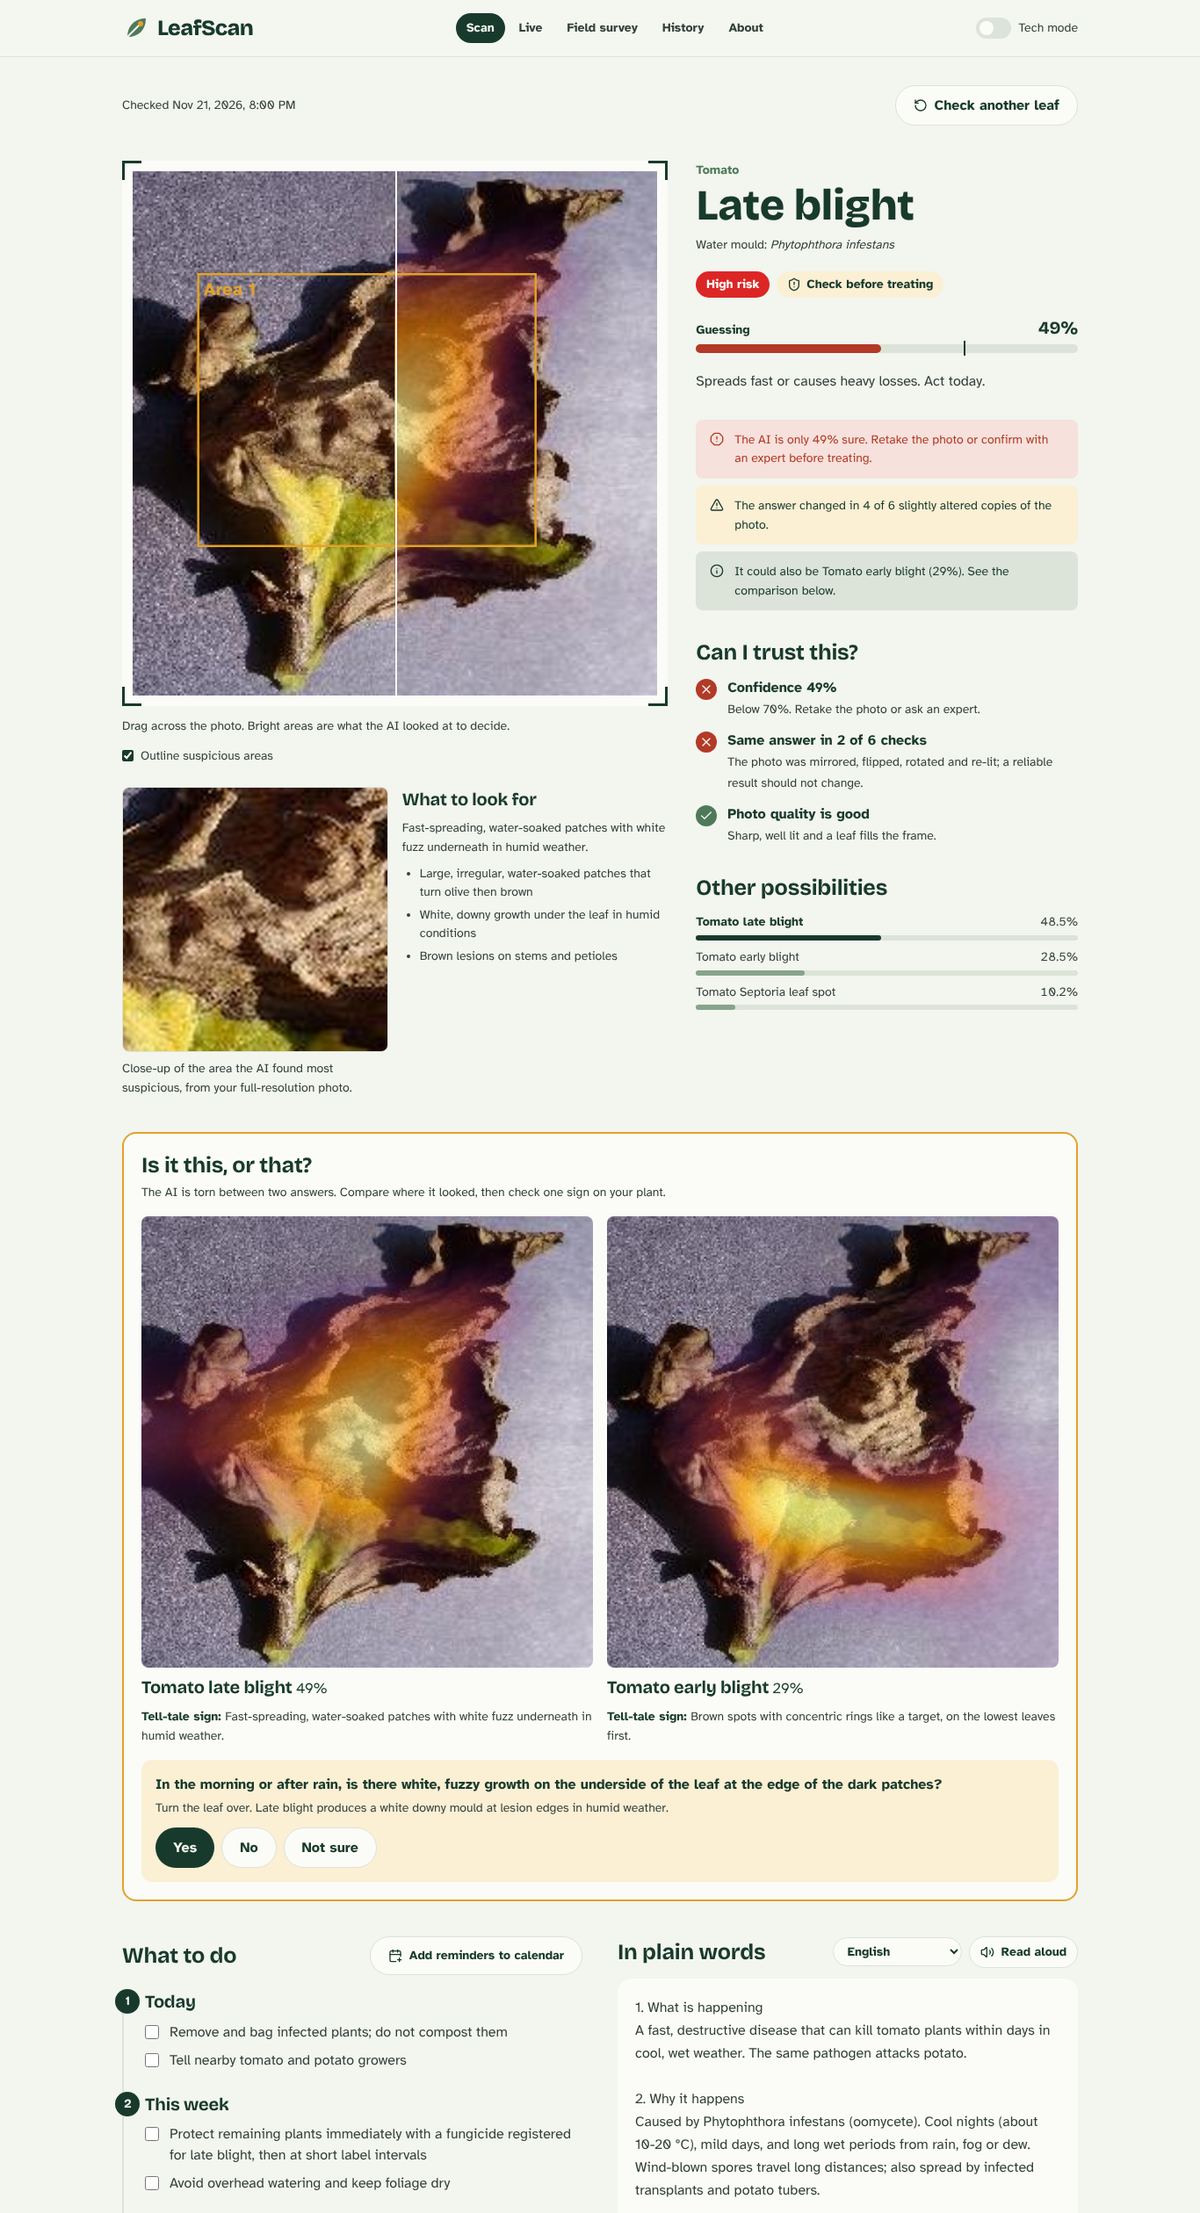 LeafScan
Scan
Live
Field survey
History
About
Tech mode
Checked Nov 21, 2026, 8:00 PM
Check another leaf
Area 1
Drag across the photo. Bright areas are what the AI looked at to decide.
Outline suspicious areas
Close-up of the area the AI found most
suspicious, from your full-resolution photo.
What to look for
Fast-spreading, water-soaked patches with white
fuzz underneath in humid weather.
• Large, irregular, water-soaked patches that
turn olive then brown
• White, downy growth under the leaf in humid
conditions
• Brown lesions on stems and petioles
Tomato
Late blight
Water mould: Phytophthora infestans
High risk
Check before treating
Guessing
49%
Spreads fast or causes heavy losses. Act today.
The AI is only 49% sure. Retake the photo or confirm with
an expert before treating.
The answer changed in 4 of 6 slightly altered copies of the
photo.
It could also be Tomato early blight (29%). See the
comparison below.
Can I trust this?
Confidence 49%
Below 70%. Retake the photo or ask an expert.
Same answer in 2 of 6 checks
The photo was mirrored, flipped, rotated and re-lit; a reliable
result should not change.
Photo quality is good
Sharp, well lit and a leaf fills the frame.
Other possibilities
Tomato late blight 48.5%
Tomato early blight 28.5%
Tomato Septoria leaf spot 10.2%
Is it this, or that?
The AI is torn between two answers. Compare where it looked, then check one sign on your plant.
Tomato late blight 49%
Tell-tale sign: Fast-spreading, water-soaked patches with white fuzz underneath in
humid weather.
Tomato early blight 29%
Tell-tale sign: Brown spots with concentric rings like a target, on the lowest leaves
first.
In the morning or after rain, is there white, fuzzy growth on the underside of the leaf at the edge of the dark patches?
Turn the leaf over. Late blight produces a white downy mould at lesion edges in humid weather.
Yes
No
Not sure
What to do
Add reminders to calendar
1 Today
Remove and bag infected plants; do not compost them
Tell nearby tomato and potato growers
2 This week
Protect remaining plants immediately with a fungicide registered
for late blight, then at short label intervals
Avoid overhead watering and keep foliage dry
In plain words
English
Read aloud
1. What is happening
A fast, destructive disease that can kill tomato plants within days in
cool, wet weather. The same pathogen attacks potato.
2. Why it happens
Caused by Phytophthora infestans (oomycete). Cool nights (about
10-20 °C), mild days, and long wet periods from rain, fog or dew.
Wind-blown spores travel long distances; also spread by infected
transplants and potato tubers.